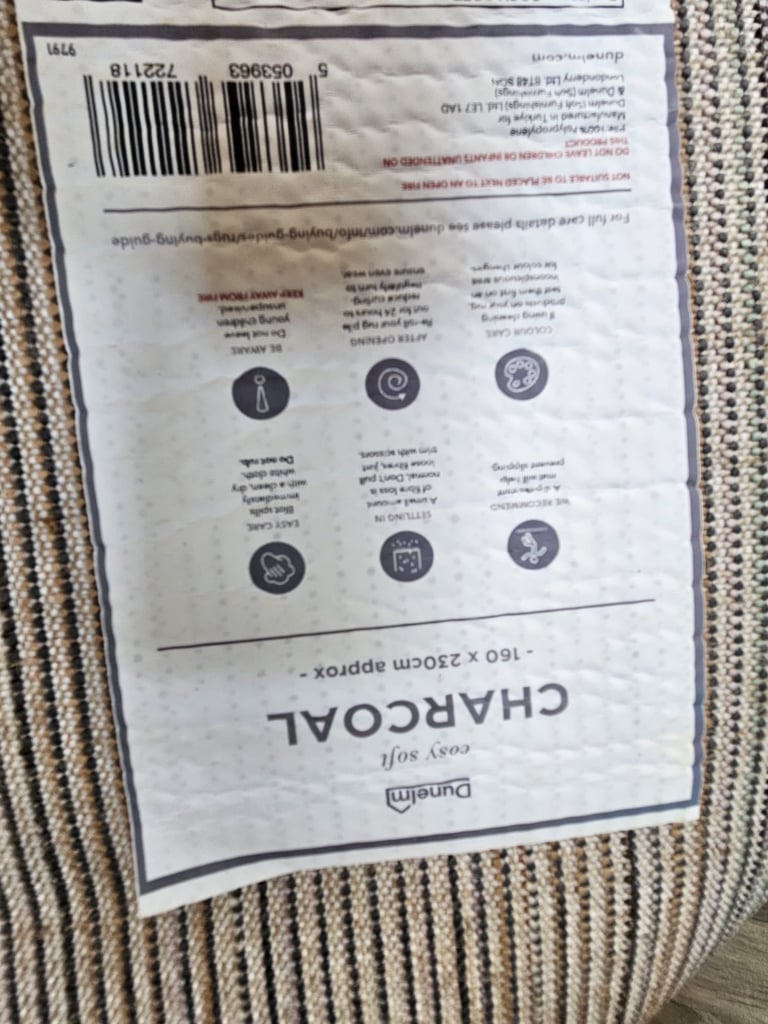 Dunelm
cosy soft
CHARCOAL
- 160 x 230cm approx -
WE RECOMMEND
A slip-resistant
mat will help
prevent slipping
SETTLING IN
A small amount
of fibre loss is
normal. Don't pull
loose fibres, just
trim with scissors.
EASY CARE
Blot spills
immediately
with a clean, dry
white cloth.
Do not rub.
COLOUR CARE
If using cleaning
products on your rug,
test them first on an
inconspicuous area
for colour changes.
AFTER OPENING
Re-roll your rug pile
out for 24 hours to
reduce curling.
Regularly turn to
ensure even wear
BE AWARE
Do not leave
young children
unsupervised.
KEEP AWAY FROM FIRE
For full care details please see dunelm.com/info/buying-guides/rugs-buying-guide
NOT SUITABLE TO BE PLACED NEXT TO AN OPEN FIRE
DO NOT LEAVE CHILDREN OR INFANTS UNATTENDED ON
THIS PRODUCT
Pile: 100% Polypropylene
Manufactured in Türkiye for
Dunelm (Soft Furnishings) Ltd, LE7 1AD
& Dunelm (Soft Furnishings)
Londonderry Ltd, BT48
dunelm.com
5 053963 722118
9791